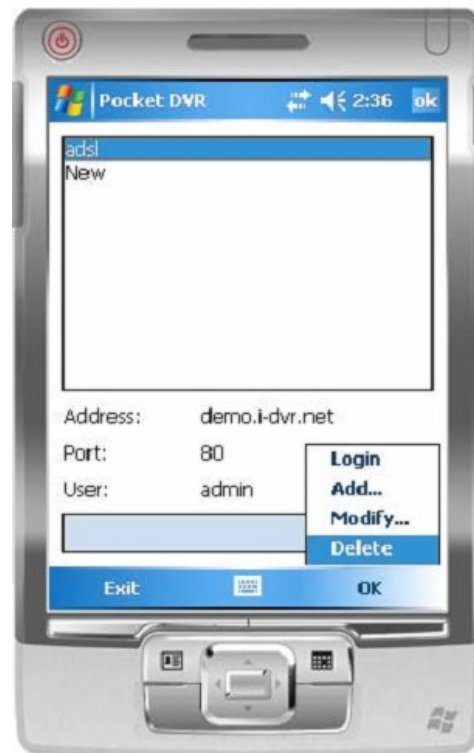 Pocket DVR 2:36 ok
adsl
New
Address: demo.i-dvr.net
Port: 80
User: admin
Login
Add...
Modify...
Delete
Exit OK